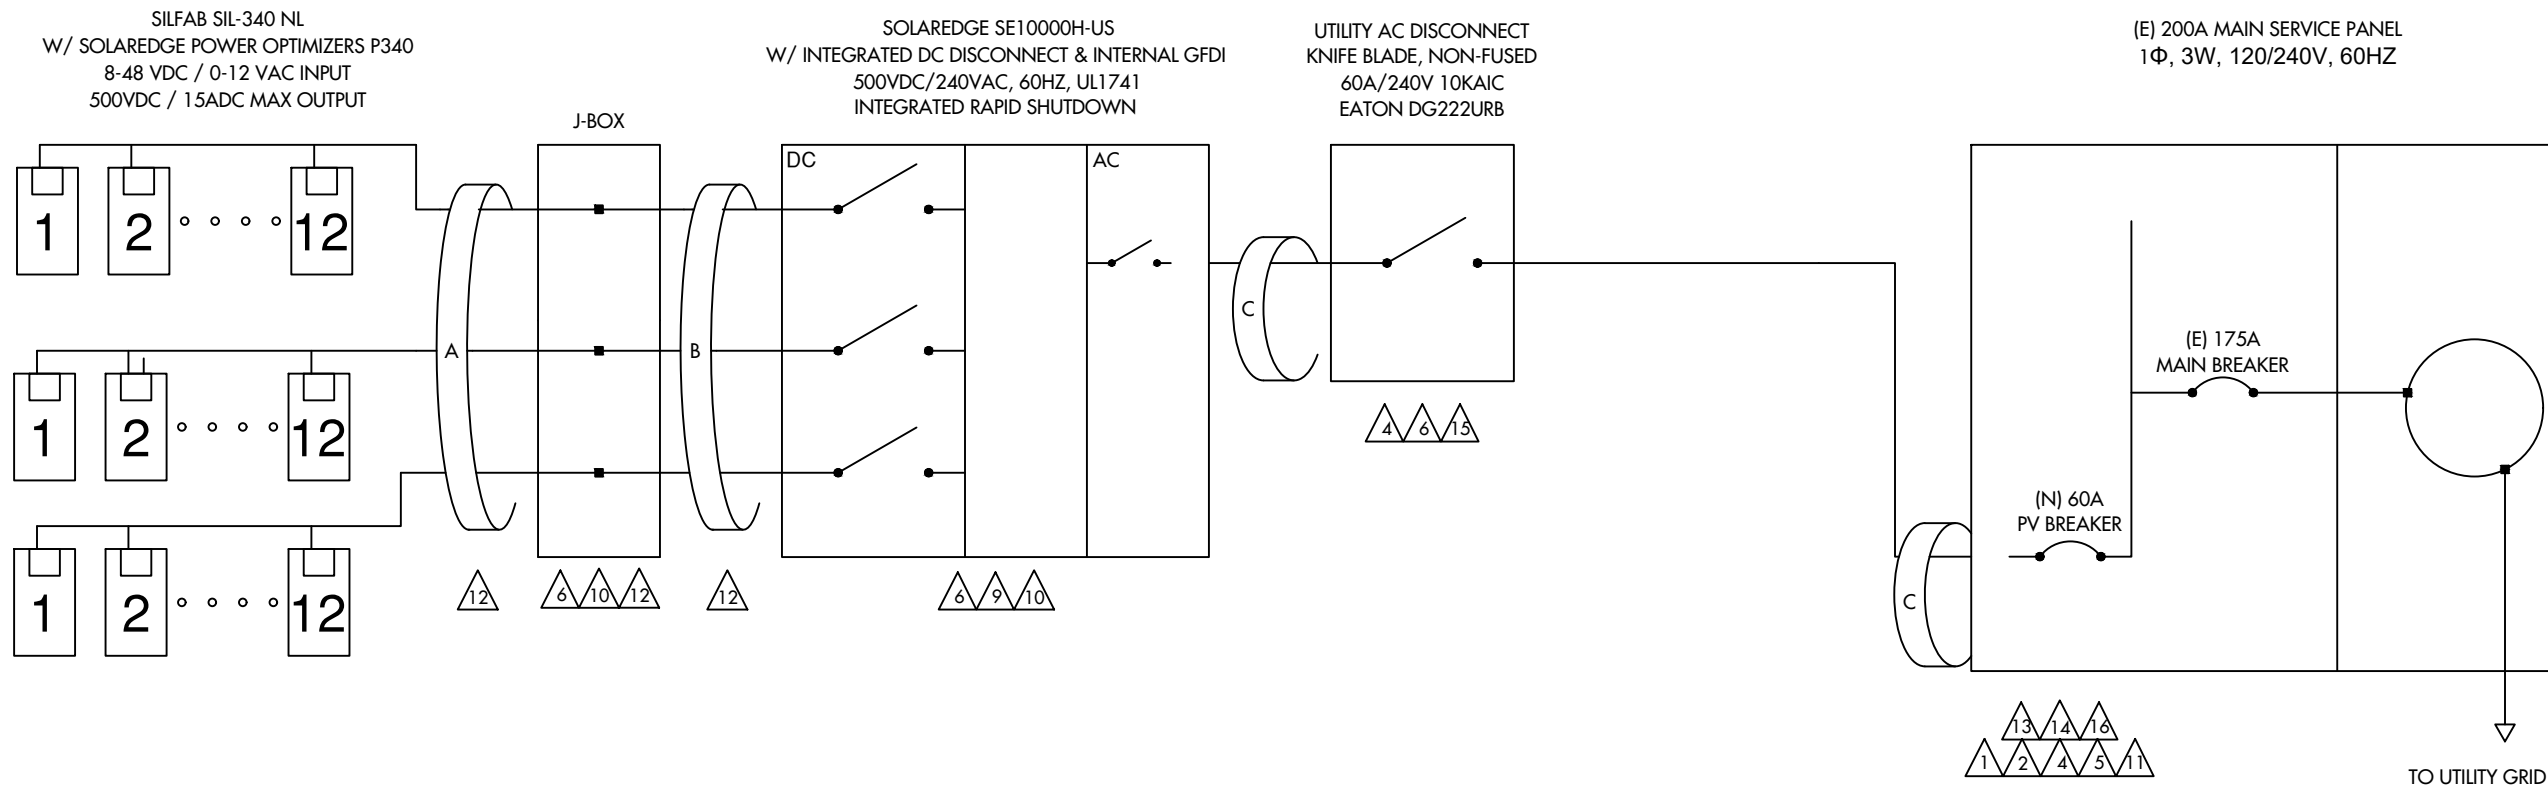 SILFAB SIL-340 NL
W/ SOLAREDGE POWER OPTIMIZERS P340
8-48 VDC / 0-12 VAC INPUT
500VDC / 15ADC MAX OUTPUT
J-BOX
SOLAREDGE SE10000H-US
W/ INTEGRATED DC DISCONNECT & INTERNAL GFDI
500VDC/240VAC, 60HZ, UL1741
INTEGRATED RAPID SHUTDOWN
UTILITY AC DISCONNECT
KNIFE BLADE, NON-FUSED
60A/240V 10KAIC
EATON DG222URB
(E) 200A MAIN SERVICE PANEL
1Φ, 3W, 120/240V, 60HZ
DC
AC
1 2 12
1 2 12
1 2 12
A
B
C
(E) 175A
MAIN BREAKER
(N) 60A
PV BREAKER
C
4 6 15
12
6 10 12
12
6 9 10
13 14 16
1 2 4 5 11
TO UTILITY GRID